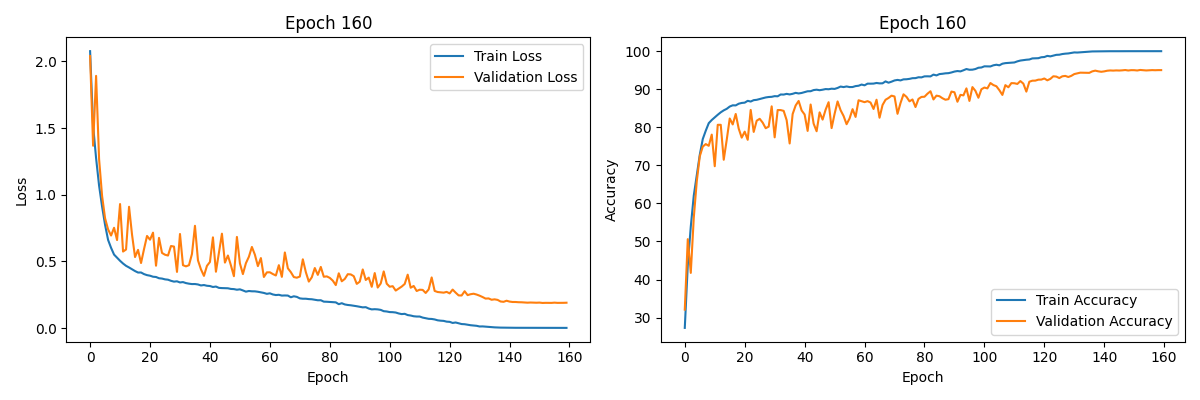 Epoch 160
Loss
2.0
1.5
1.0
0.5
0.0
Train Loss
Validation Loss
0 20 40 60 80 100 120 140 160
Epoch
Epoch 160
Accuracy
100
90
80
70
60
50
40
30
Train Accuracy
Validation Accuracy
0 20 40 60 80 100 120 140 160
Epoch